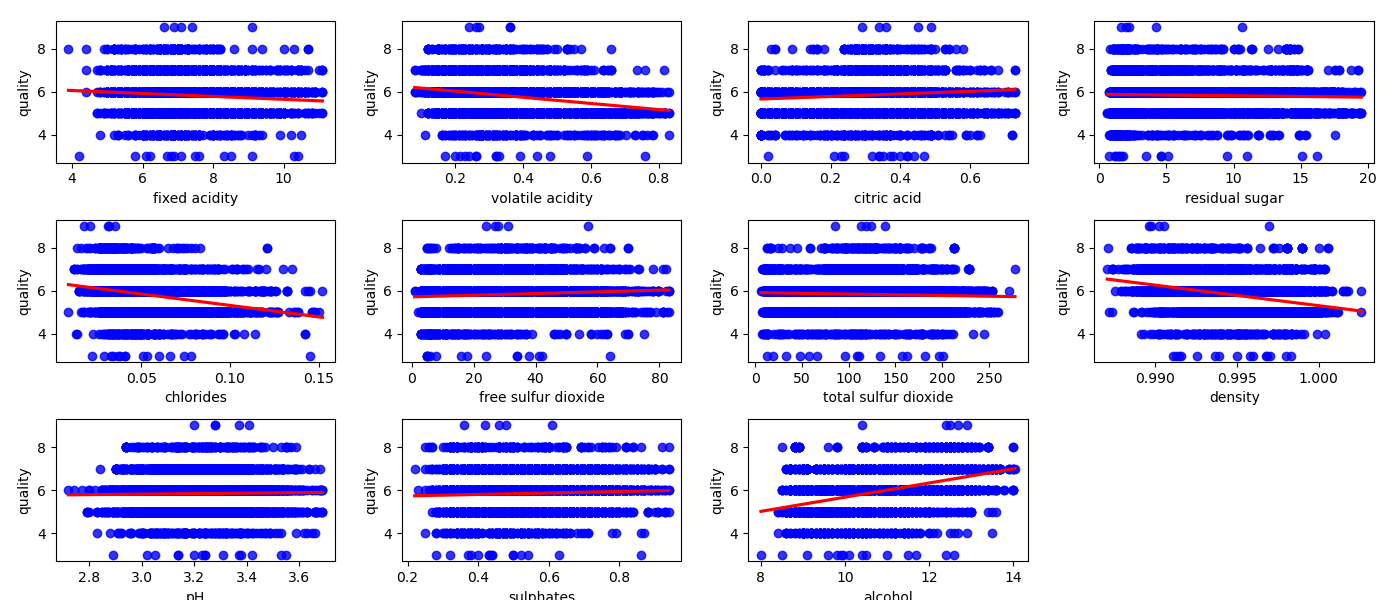 quality
8
6
4
4 6 8 10
fixed acidity
quality
8
6
4
0.2 0.4 0.6 0.8
volatile acidity
quality
8
6
4
0.0 0.2 0.4 0.6
citric acid
quality
8
6
4
0 5 10 15 20
residual sugar
quality
8
6
4
0.05 0.10 0.15
chlorides
quality
8
6
4
0 20 40 60 80
free sulfur dioxide
quality
8
6
4
0 50 100 150 200 250
total sulfur dioxide
quality
8
6
4
0.990 0.995 1.000
density
quality
8
6
4
2.8 3.0 3.2 3.4 3.6
pH
quality
8
6
4
0.2 0.4 0.6 0.8
sulphates
quality
8
6
4
8 10 12 14
alcohol